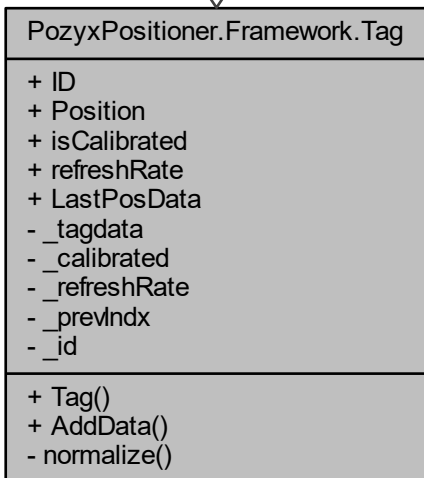 PozyxPositioner.Framework.Tag
+ ID
+ Position
+ isCalibrated
+ refreshRate
+ LastPosData
- _tagdata
- _calibrated
- _refreshRate
- _prevIndx
- _id
+ Tag()
+ AddData()
- normalize()